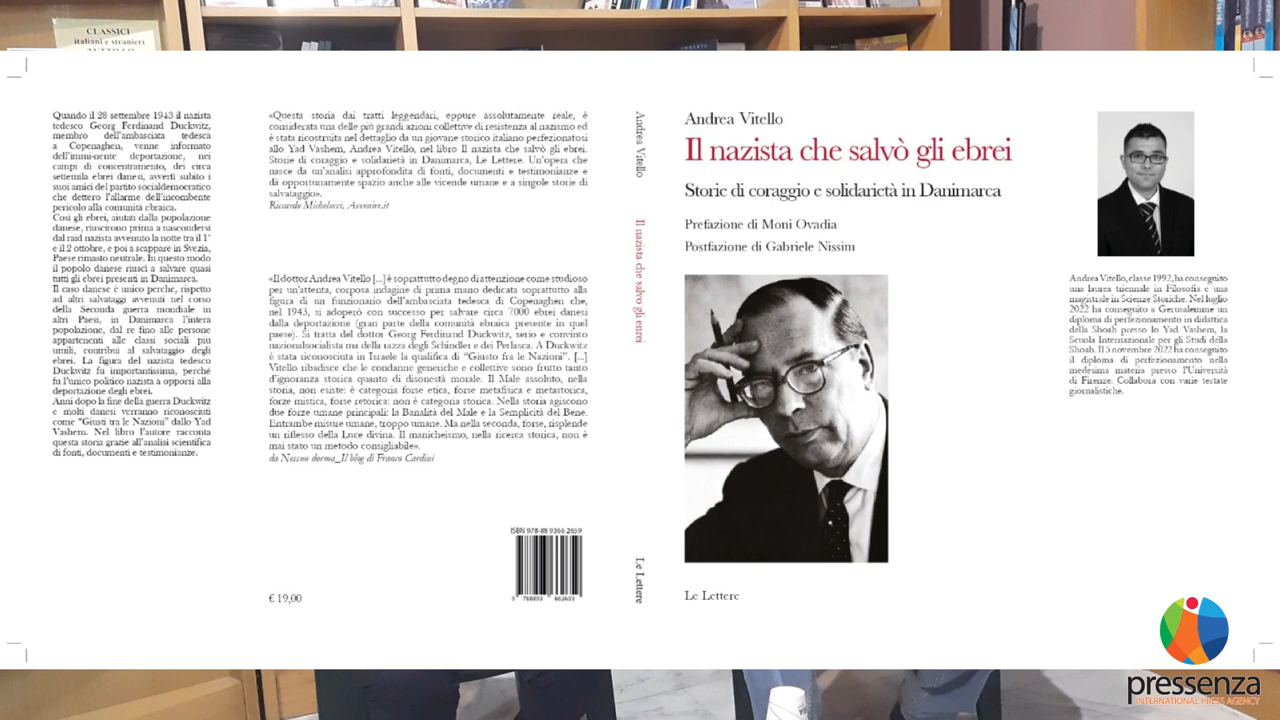 CLASSICI
italiani e stranieri
Quando il 28 settembre 1943 il nazista
tedesco Georg Ferdinand Duckwitz,
membro dell'ambasciata tedesca
a Copenaghen, venne informato
dell'immi-nente deportazione, nei
campi di concentramento, dei circa
settemila ebrei danesi, avvertì subito i
suoi amici del partito socialdemocratico
che dettero l'allarme dell'incombente
pericolo alla comunità ebraica.
Così gli ebrei, aiutati dalla popolazione
danese, riuscirono prima a nascondersi
dal raid nazista avvenuto la notte tra il 1°
e il 2 ottobre, e poi a scappare in Svezia,
Paese rimasto neutrale. In questo modo
il popolo danese riuscì a salvare quasi
tutti gli ebrei presenti in Danimarca.
Il caso danese è unico perché, rispetto
ad altri salvataggi avvenuti nel corso
della Seconda guerra mondiale in
altri Paesi, in Danimarca l'intera
popolazione, dal re fino alle persone
appartenenti alle classi sociali più
umili, contribuì al salvataggio degli
ebrei. La figura del nazista tedesco
Duckwitz fu importantissima, perché
fu l'unico politico nazista a opporsi alla
deportazione degli ebrei.
Anni dopo la fine della guerra Duckwitz
e molti danesi verranno riconosciuti
come "Giusti tra le Nazioni" dallo Yad
Vashem. Nel libro l'autore racconta
questa storia grazie all'analisi scientifica
di fonti, documenti e testimonianze.
«Questa storia dai tratti leggendari, eppure assolutamente reale, è
considerata una delle più grandi azioni collettive di resistenza al nazismo ed
è stata ricostruita nel dettaglio da un giovane storico italiano perfezionatosi
allo Yad Vashem, Andrea Vitello, nel libro Il nazista che salvò gli ebrei.
Storie di coraggio e solidarietà in Danimarca, Le Lettere. Un'opera che
nasce da un'analisi approfondita di fonti, documenti e testimonianze e
dà opportunamente spazio anche alle vicende umane e a singole storie di
salvataggio».
Riccardo Michelucci, Avvenire.it
«Il dottor Andrea Vitello [...] è soprattutto degno di attenzione come studioso
per un'attenta, corposa indagine di prima mano dedicata soprattutto alla
figura di un funzionario dell'ambasciata tedesca di Copenaghen che,
nel 1943, si adoperò con successo per salvare circa 7000 ebrei danesi
dalla deportazione (gran parte della comunità ebraica presente in quel
paese). Si tratta del dottor Georg Ferdinand Duckwitz, serio e convinto
nazionalsocialista ma della razza degli Schindler e dei Perlasca. A Duckwitz
è stata riconosciuta in Israele la qualifica di "Giusto fra le Nazioni". [...]
Vitello ribadisce che le condanne generiche e collettive sono frutto tanto
d'ignoranza storica quanto di disonestà morale. Il Male assoluto, nella
storia, non esiste: è categoria forse etica, forse metafisica e metastorica,
forze mistica, forse retorica: non è categoria storica. Nella storia agiscono
due forze umane principali: la Banalità del Male e la Semplicità del Bene.
Entrambe misure umane, troppo umane. Ma nella seconda, forse, risplende
un riflesso della Luce divina. Il manicheismo, nella ricerca storica, non è
mai stato un metodo consigliabile».
da Nessun dorma_Il blog di Franco Cardini
ISBN 978-88 9366 2659
9 788893 662659
€ 19,00
Andrea Vitello
Il nazista che salvò gli enrei
Le Lettere
Andrea Vitello
Il nazista che salvò gli ebrei
Storie di coraggio e solidarietà in Danimarca
Prefazione di Moni Ovadia
Postfazione di Gabriele Nissim
Le Lettere
Andrea Vitello, classe 1992, ha conseguito
una laurea triennale in Filosofia e una
magistrale in Scienze Storiche. Nel luglio
2022 ha conseguito a Gerusalemme un
diploma di perfezionamento in didattica
della Shoah presso lo Yad Vashem, la
Scuola Internazionale per gli Studi della
Shoah. Il 5 novembre 2022 ha conseguito
il diploma di perfezionamento nella
medesima materia presso l'Università
di Firenze. Collabora con varie testate
giornalistiche.
pressenza
INTERNATIONAL PRESS AGENCY